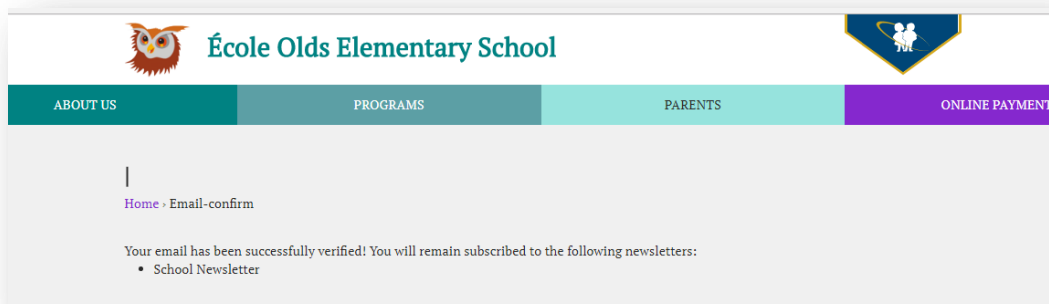 École Olds Elementary School
ABOUT US
PROGRAMS
PARENTS
ONLINE PAYMENT
|
Home › Email-confirm
Your email has been successfully verified! You will remain subscribed to the following newsletters:
• School Newsletter